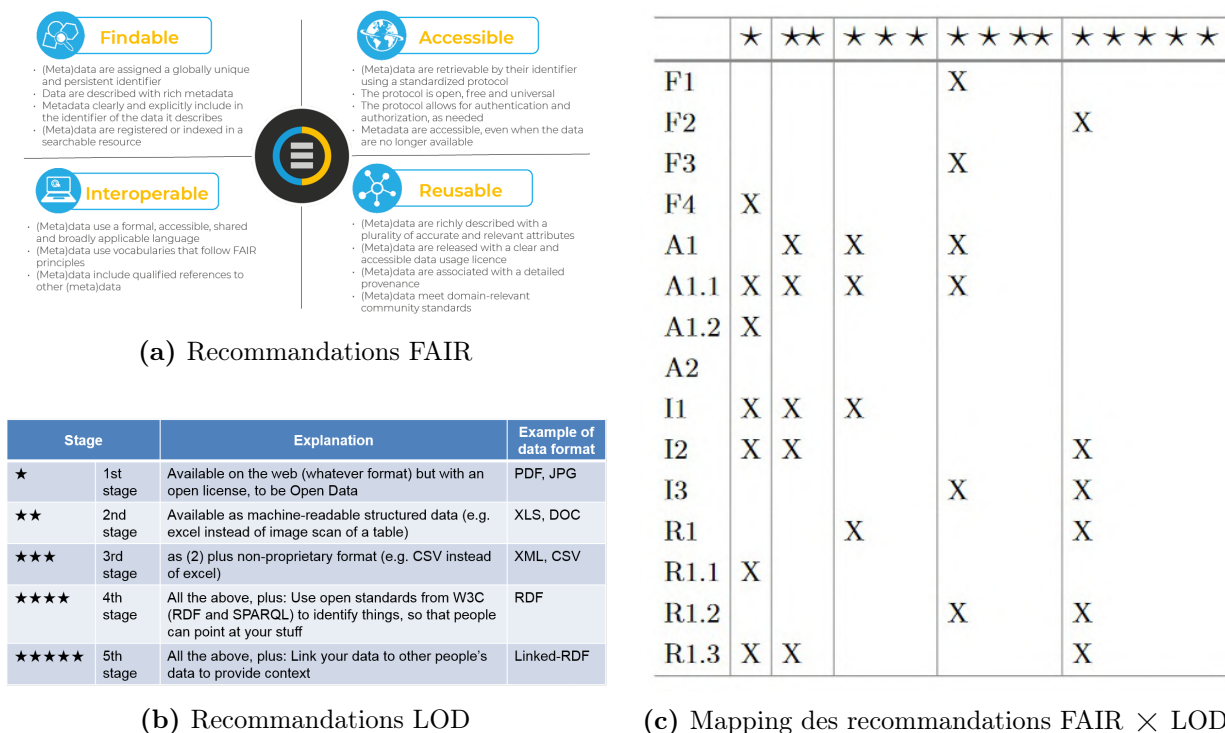 Findable
• (Meta)data are assigned a globally unique
and persistent identifier
• Data are described with rich metadata
• Metadata clearly and explicitly include in
the identifier of the data it describes
• (Meta)data are registered or indexed in a
searchable resource
Accessible
• (Meta)data are retrievable by their identifier
using a standardized protocol
• The protocol is open, free and universal
• The protocol allows for authentication and
authorization, as needed
• Metadata are accessible, even when the data
are no longer available
Interoperable
• (Meta)data use a formal, accessible, shared
and broadly applicable language
• (Meta)data use vocabularies that follow FAIR
principles
• (Meta)data include qualified references to
other (meta)data
Reusable
• (Meta)data are richly described with a
plurality of accurate and relevant attributes
• (Meta)data are released with a clear and
accessible data usage licence
• (Meta)data are associated with a detailed
provenance
• (Meta)data meet domain-relevant
community standards
(a) Recommandations FAIR
Stage Explanation Example of
data format
★ 1st
stage Available on the web (whatever format) but with an
open license, to be Open Data PDF, JPG
★★ 2nd
stage Available as machine-readable structured data (e.g.
excel instead of image scan of a table) XLS, DOC
★★★ 3rd
stage as (2) plus non-proprietary format (e.g. CSV instead
of excel) XML, CSV
★★★★ 4th
stage All the above, plus: Use open standards from W3C
(RDF and SPARQL) to identify things, so that people
can point at your stuff RDF
★★★★★ 5th
stage All the above, plus: Link your data to other people's
data to provide context Linked-RDF
(b) Recommandations LOD
★ ★★ ★★★ ★★★★ ★★★★★
F1 X
F2 X
F3 X
F4 X
A1 X X X
A1.1 X X X X
A1.2 X
A2
I1 X X X
I2 X X X
I3 X X
R1 X X
R1.1 X
R1.2 X X
R1.3 X X X
(c) Mapping des recommandations FAIR × LOD